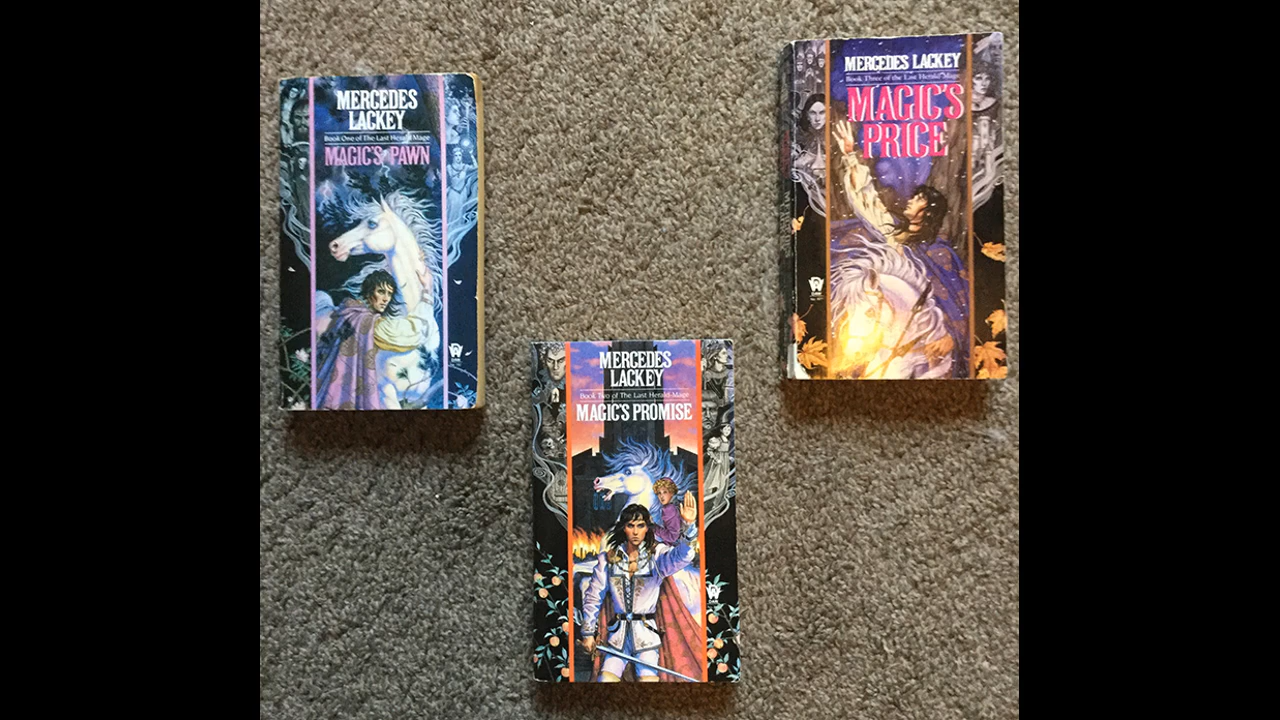 MERCEDES
LACKEY
Book One of The Last Herald-Mage
MAGIC'S PAWN
MERCEDES LACKEY
Book Three of the Last Herald-Mage
MAGIC'S
PRICE
MERCEDES
LACKEY
Book Two of The Last Herald-Mage
MAGIC'S PROMISE